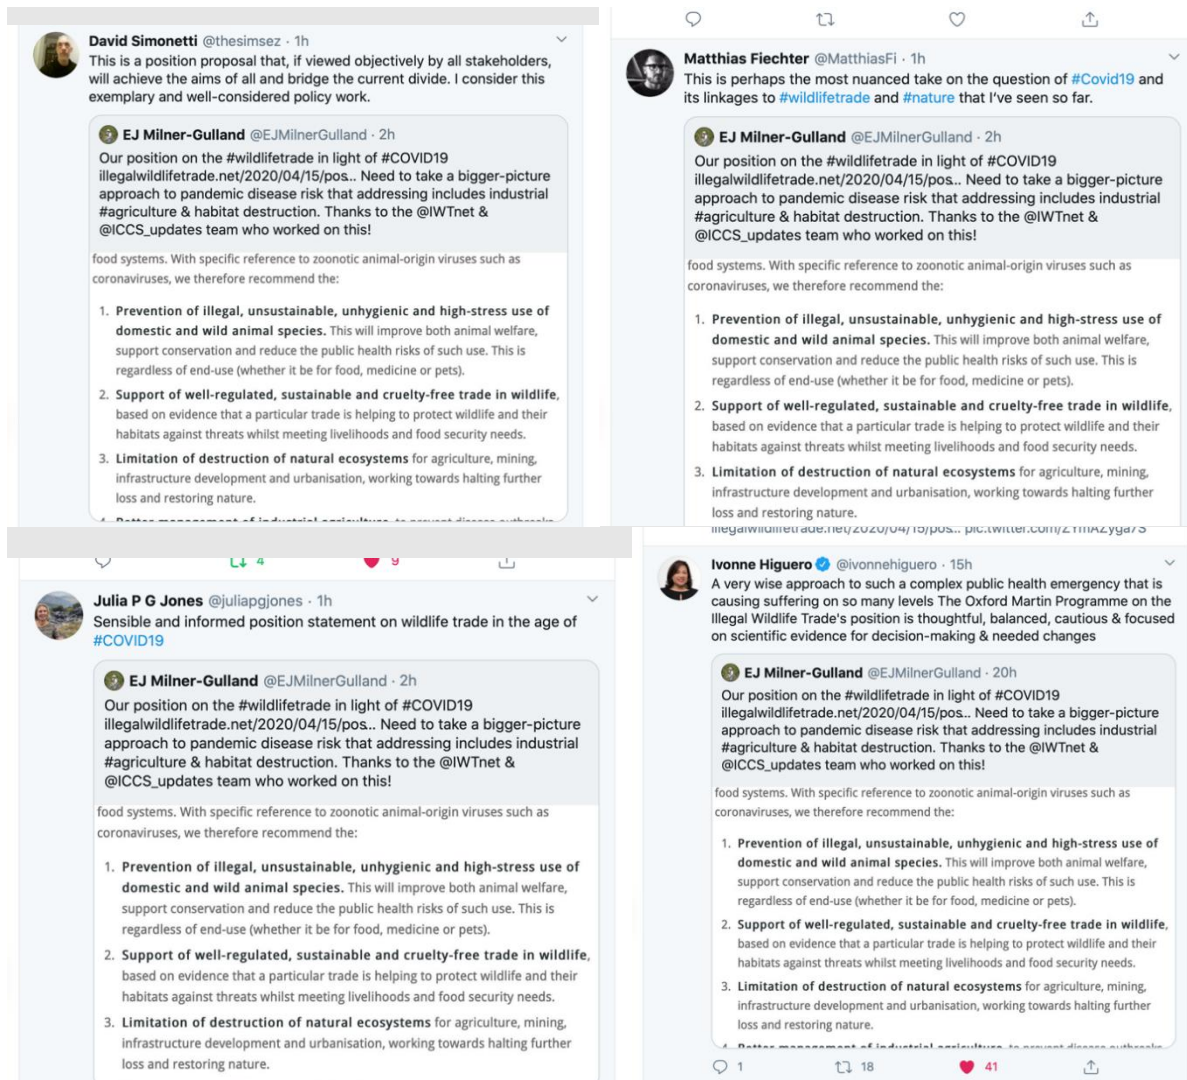 David Simonetti @thesimsez · 1h
This is a position proposal that, if viewed objectively by all stakeholders,
will achieve the aims of all and bridge the current divide. I consider this
exemplary and well-considered policy work.
EJ Milner-Gulland @EJMilnerGulland · 2h
Our position on the #wildlifetrade in light of #COVID19
illegalwildlifetrade.net/2020/04/15/pos... Need to take a bigger-picture
approach to pandemic disease risk that addressing includes industrial
#agriculture & habitat destruction. Thanks to the @IWTnet &
@ICCS_updates team who worked on this!
food systems. With specific reference to zoonotic animal-origin viruses such as
coronaviruses, we therefore recommend the:
1. Prevention of illegal, unsustainable, unhygienic and high-stress use of
domestic and wild animal species. This will improve both animal welfare,
support conservation and reduce the public health risks of such use. This is
regardless of end-use (whether it be for food, medicine or pets).
2. Support of well-regulated, sustainable and cruelty-free trade in wildlife,
based on evidence that a particular trade is helping to protect wildlife and their
habitats against threats whilst meeting livelihoods and food security needs.
3. Limitation of destruction of natural ecosystems for agriculture, mining,
infrastructure development and urbanisation, working towards halting further
loss and restoring nature.
4. Better management of industrial agriculture, to prevent disease outbreaks
Matthias Fiechter @MatthiasFi · 1h
This is perhaps the most nuanced take on the question of #Covid19 and
its linkages to #wildlifetrade and #nature that I've seen so far.
EJ Milner-Gulland @EJMilnerGulland · 2h
Our position on the #wildlifetrade in light of #COVID19
illegalwildlifetrade.net/2020/04/15/pos... Need to take a bigger-picture
approach to pandemic disease risk that addressing includes industrial
#agriculture & habitat destruction. Thanks to the @IWTnet &
@ICCS_updates team who worked on this!
food systems. With specific reference to zoonotic animal-origin viruses such as
coronaviruses, we therefore recommend the:
1. Prevention of illegal, unsustainable, unhygienic and high-stress use of
domestic and wild animal species. This will improve both animal welfare,
support conservation and reduce the public health risks of such use. This is
regardless of end-use (whether it be for food, medicine or pets).
2. Support of well-regulated, sustainable and cruelty-free trade in wildlife,
based on evidence that a particular trade is helping to protect wildlife and their
habitats against threats whilst meeting livelihoods and food security needs.
3. Limitation of destruction of natural ecosystems for agriculture, mining,
infrastructure development and urbanisation, working towards halting further
loss and restoring nature.
4 9
Julia P G Jones @juliapgjones · 1h
Sensible and informed position statement on wildlife trade in the age of
#COVID19
EJ Milner-Gulland @EJMilnerGulland · 2h
Our position on the #wildlifetrade in light of #COVID19
illegalwildlifetrade.net/2020/04/15/pos... Need to take a bigger-picture
approach to pandemic disease risk that addressing includes industrial
#agriculture & habitat destruction. Thanks to the @IWTnet &
@ICCS_updates team who worked on this!
food systems. With specific reference to zoonotic animal-origin viruses such as
coronaviruses, we therefore recommend the:
1. Prevention of illegal, unsustainable, unhygienic and high-stress use of
domestic and wild animal species. This will improve both animal welfare,
support conservation and reduce the public health risks of such use. This is
regardless of end-use (whether it be for food, medicine or pets).
2. Support of well-regulated, sustainable and cruelty-free trade in wildlife,
based on evidence that a particular trade is helping to protect wildlife and their
habitats against threats whilst meeting livelihoods and food security needs.
3. Limitation of destruction of natural ecosystems for agriculture, mining,
infrastructure development and urbanisation, working towards halting further
loss and restoring nature.
illegalwildlifetrade.net/2020/04/15/pos...
Ivonne Higuero @ivonnehiguero · 15h
A very wise approach to such a complex public health emergency that is
causing suffering on so many levels The Oxford Martin Programme on the
Illegal Wildlife Trade's position is thoughtful, balanced, cautious & focused
on scientific evidence for decision-making & needed changes
EJ Milner-Gulland @EJMilnerGulland · 20h
Our position on the #wildlifetrade in light of #COVID19
illegalwildlifetrade.net/2020/04/15/pos... Need to take a bigger-picture
approach to pandemic disease risk that addressing includes industrial
#agriculture & habitat destruction. Thanks to the @IWTnet &
@ICCS_updates team who worked on this!
food systems. With specific reference to zoonotic animal-origin viruses such as
coronaviruses, we therefore recommend the:
1. Prevention of illegal, unsustainable, unhygienic and high-stress use of
domestic and wild animal species. This will improve both animal welfare,
support conservation and reduce the public health risks of such use. This is
regardless of end-use (whether it be for food, medicine or pets).
2. Support of well-regulated, sustainable and cruelty-free trade in wildlife,
based on evidence that a particular trade is helping to protect wildlife and their
habitats against threats whilst meeting livelihoods and food security needs.
3. Limitation of destruction of natural ecosystems for agriculture, mining,
infrastructure development and urbanisation, working towards halting further
loss and restoring nature.
4. Better management of industrial agriculture, to prevent disease outbreaks
1 18 41